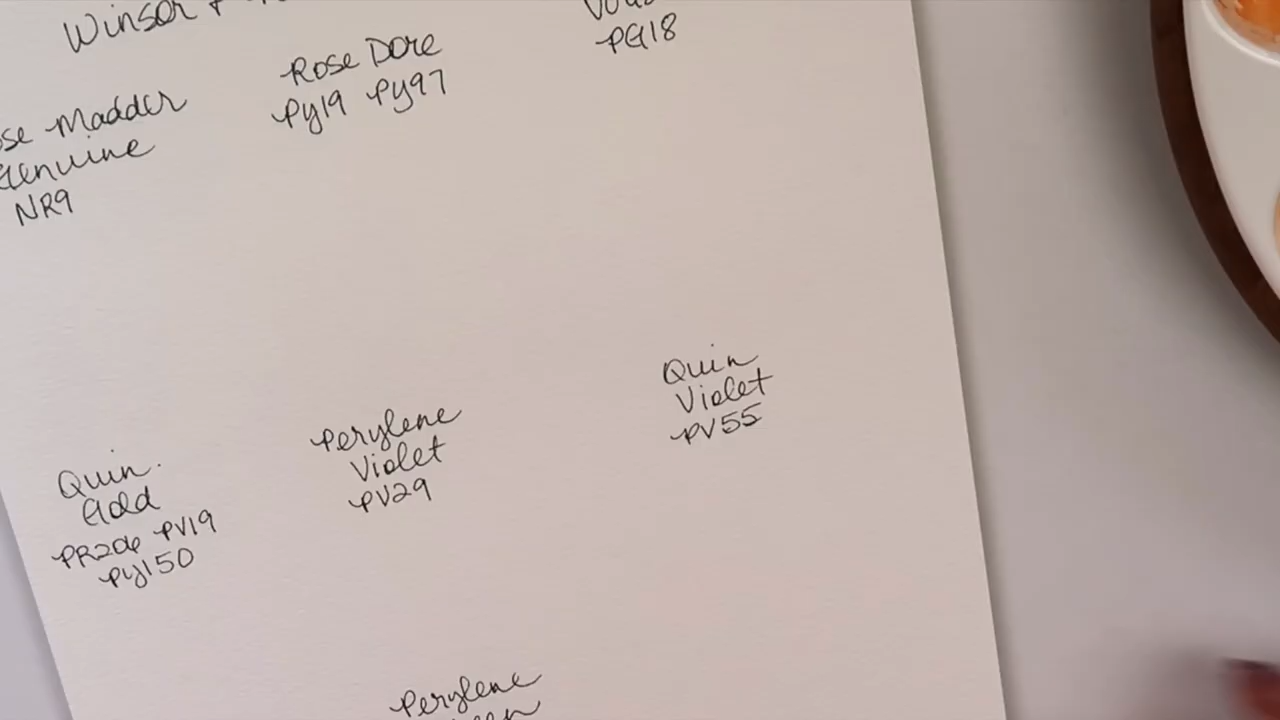 Winsor +
Rose Dore
PY19 PY97
PG18
Madder
Genuine
NR9
Quin
Violet
PV55
Perylene
Violet
PV29
Quin.
Gold
PR206 PV19
PY150
Perylene